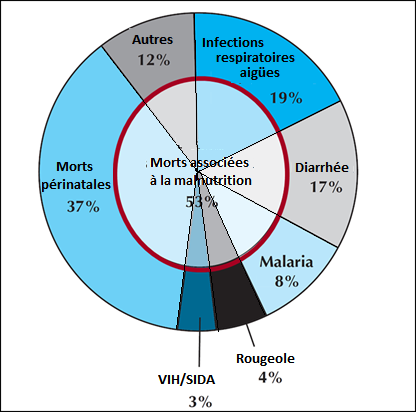 Autres
12%
Infections
respiratoires
aigües
19%
Diarrhée
17%
Malaria
8%
Rougeole
4%
VIH/SIDA
3%
Morts
périnatales
37%
Morts associées
à la malnutrition
53%